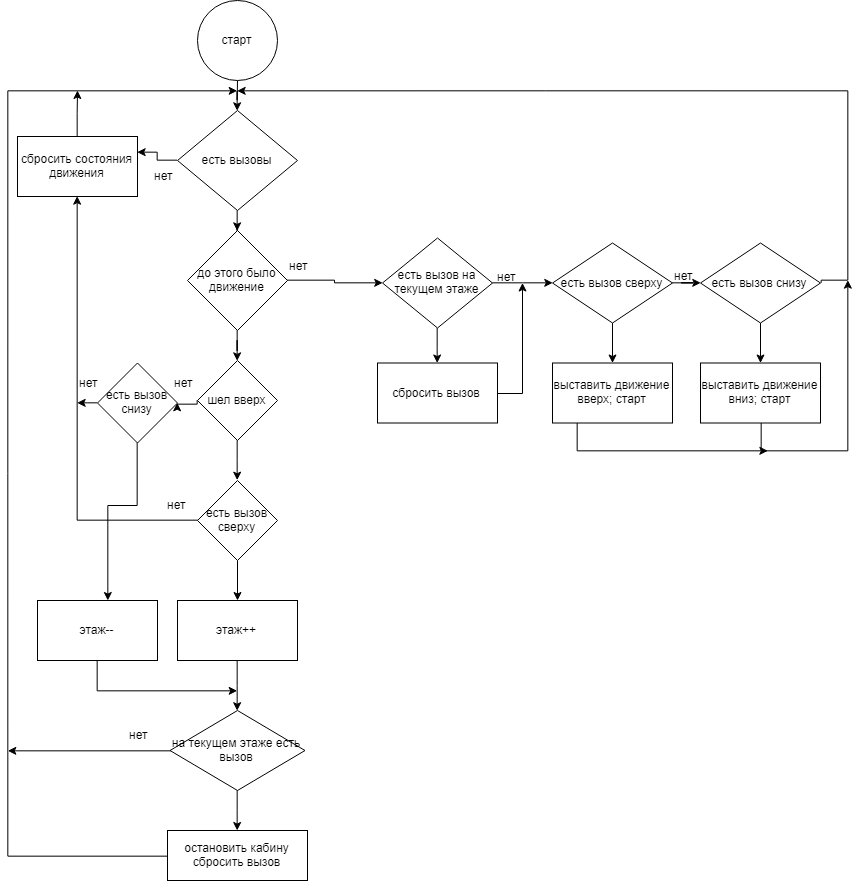 старт
есть вызовы
сбросить состояния
движения
нет
до этого было
движение
нет
есть вызов на
текущем этаже
нет
есть вызов сверху
нет
есть вызов снизу
сбросить вызов
выставить движение
вверх; старт
выставить движение
вниз; старт
нет
есть вызов
снизу
нет
шел вверх
нет
есть вызов
сверху
этаж--
этаж++
нет
на текущем этаже есть
вызов
остановить кабину
сбросить вызов